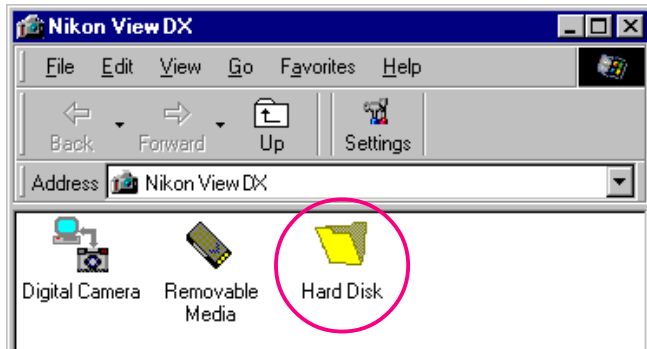 Nikon View DX
File Edit View Go Favorites Help
Back Forward Up Settings
Address Nikon View DX
Digital Camera Removable Media Hard Disk